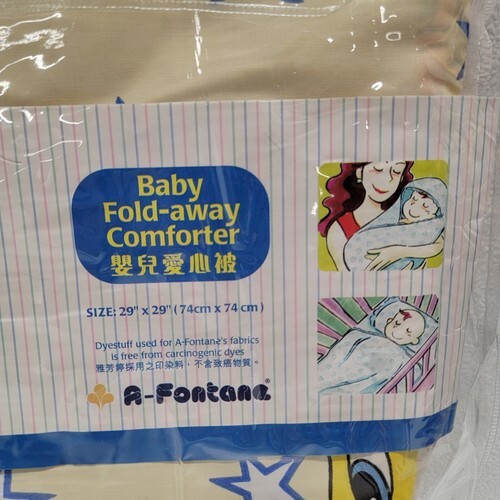 Baby
Fold-away
Comforter
嬰兒愛心被
SIZE: 29" x 29" (74cm x 74cm)
Dyestuff used for A-Fontane's fabrics
is free from carcinogenic dyes
雅芳婷採用之印染料，不含致癌物質。
A-Fontane